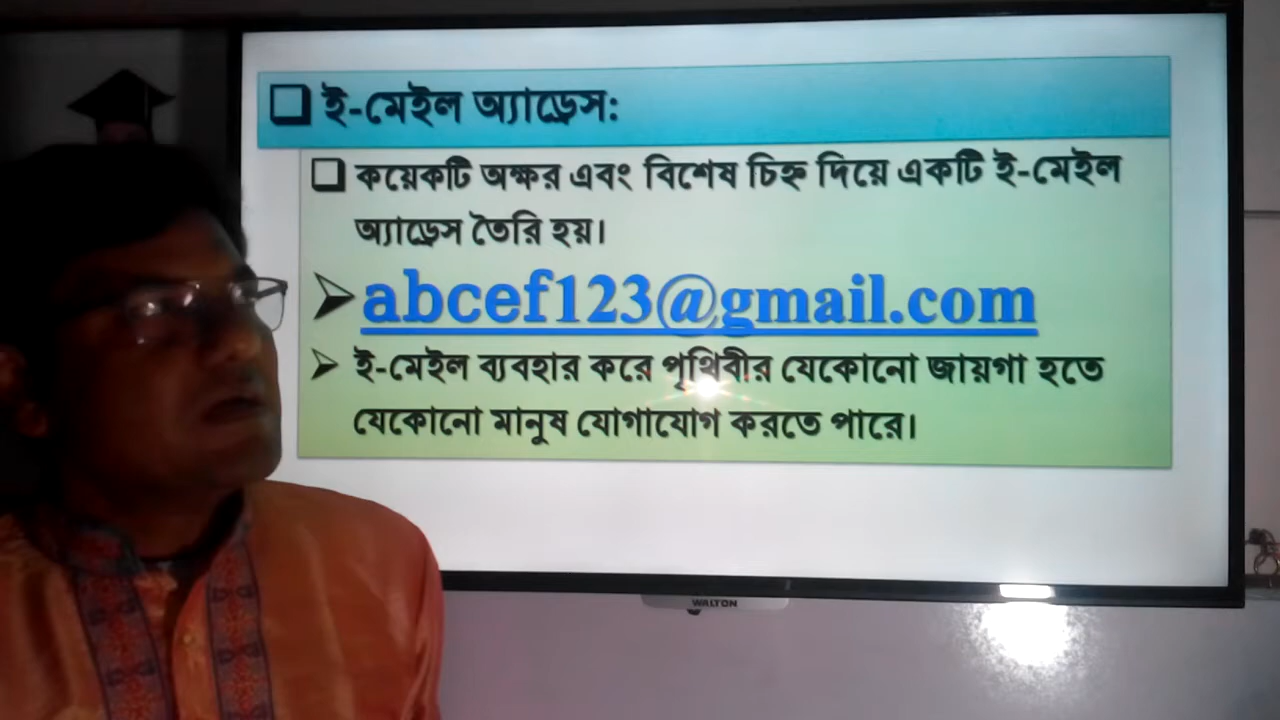 ই-মেইল অ্যাড্রেস:
কয়েকটি অক্ষর এবং বিশেষ চিহ্ন দিয়ে একটি ই-মেইল
অ্যাড্রেস তৈরি হয়।
abcef123@gmail.com
ই-মেইল ব্যবহার করে পৃথিবীর যেকোনো জায়গা হতে
যেকোনো মানুষ যোগাযোগ করতে পারে।
WALTON